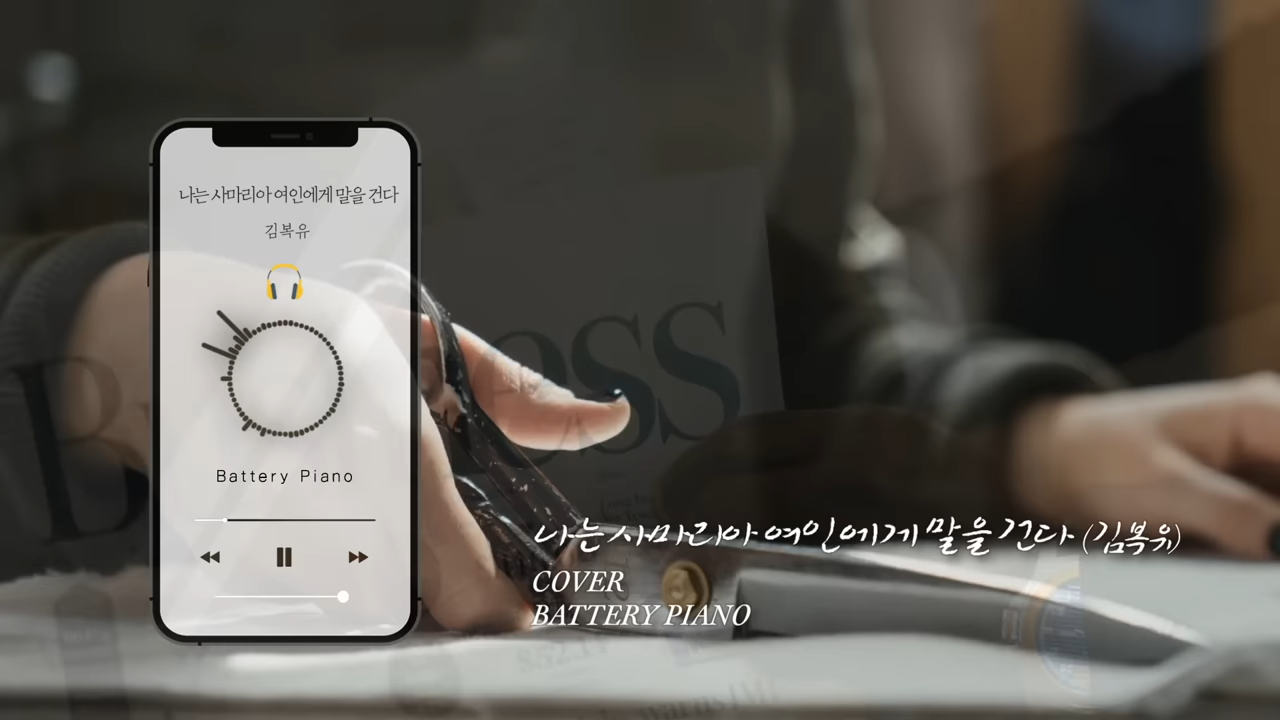 나는 사마리아 여인에게 말을 건다
김복유
Battery Piano
나는 사마리아 여인에게 말을 건다 (김복유)
COVER
BATTERY PIANO